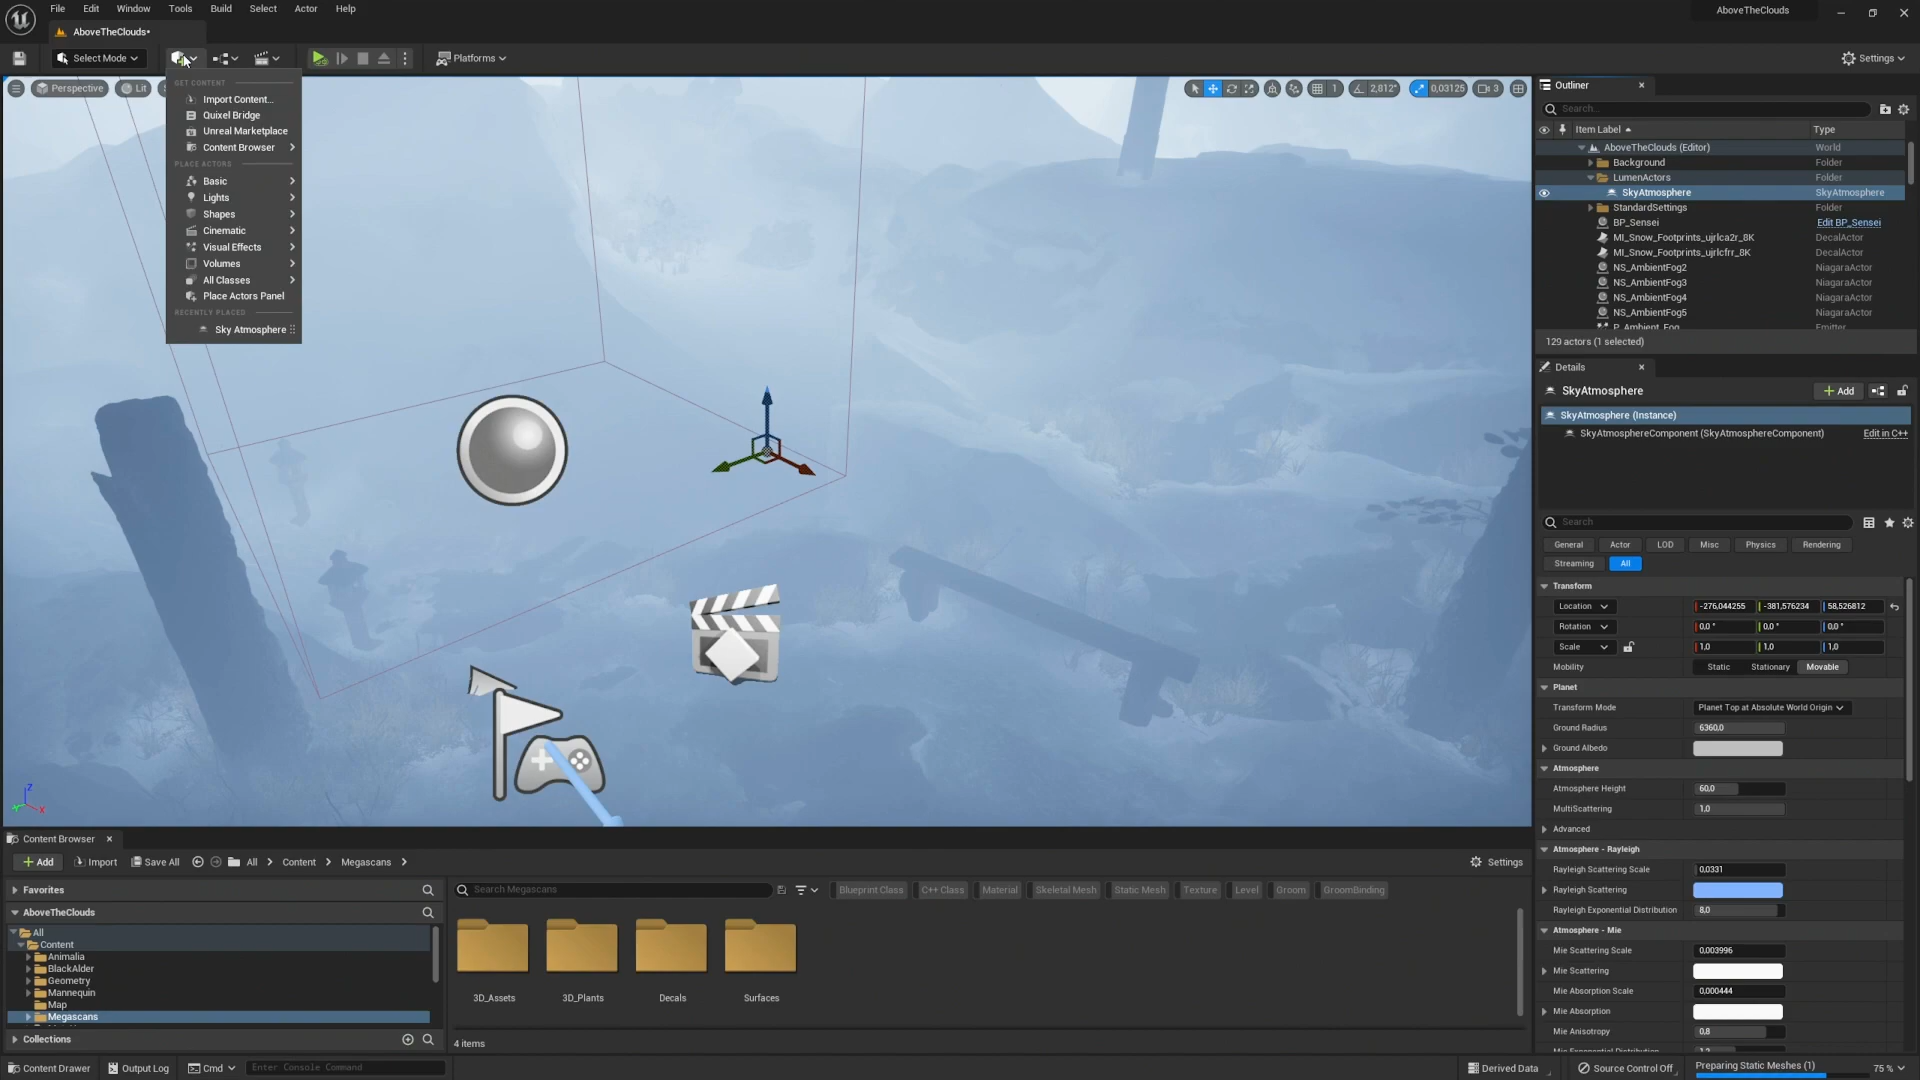 File Edit Window Tools Build Select Actor Help
AboveTheClouds
AboveTheClouds•
Select Mode
Platforms
Settings
Perspective
Lit
1
2,812°
0,03125
3
GET CONTENT
Import Content...
Quixel Bridge
Unreal Marketplace
Content Browser
PLACE ACTORS
Basic
Lights
Shapes
Cinematic
Visual Effects
Volumes
All Classes
Place Actors Panel
RECENTLY PLACED
Sky Atmosphere
Z
X
Outliner
Search...
Item Label Type
AboveTheClouds (Editor) World
Background Folder
LumenActors Folder
SkyAtmosphere SkyAtmosphere
StandardSettings Folder
BP_Sensei Edit BP_Sensei
MI_Snow_Footprints_ujrlca2r_8K DecalActor
MI_Snow_Footprints_ujrlcfrr_8K DecalActor
NS_AmbientFog2 NiagaraActor
NS_AmbientFog3 NiagaraActor
NS_AmbientFog4 NiagaraActor
NS_AmbientFog5 NiagaraActor
P_Ambient_Fog Emitter
129 actors (1 selected)
Details
SkyAtmosphere
Add
SkyAtmosphere (Instance)
SkyAtmosphereComponent (SkyAtmosphereComponent) Edit in C++
Search
General Actor LOD Misc Physics Rendering
Streaming All
Transform
Location -276,044255 -381,576234 58,526812
Rotation 0,0 ° 0,0 ° 0,0 °
Scale 1,0 1,0 1,0
Mobility Static Stationary Movable
Planet
Transform Mode Planet Top at Absolute World Origin
Ground Radius 6360,0
Ground Albedo
Atmosphere
Atmosphere Height 60,0
MultiScattering 1,0
Advanced
Atmosphere - Rayleigh
Rayleigh Scattering Scale 0,0331
Rayleigh Scattering
Rayleigh Exponential Distribution 8,0
Atmosphere - Mie
Mie Scattering Scale 0,003996
Mie Scattering
Mie Absorption Scale 0,000444
Mie Absorption
Mie Anisotropy 0,8
Mie Exponential Distribution 1,2
Content Browser
Add Import Save All All Content Megascans Settings
Favorites
AboveTheClouds
All
Content
Animalia
BlackAlder
Geometry
Mannequin
Map
Megascans
Collections
Search Megascans
Blueprint Class C++ Class Material Skeletal Mesh Static Mesh Texture Level Groom GroomBinding
3D_Assets 3D_Plants Decals Surfaces
4 items
Content Drawer Output Log Cmd Enter Console Command
Derived Data Source Control Off Preparing Static Meshes (1) 75 %